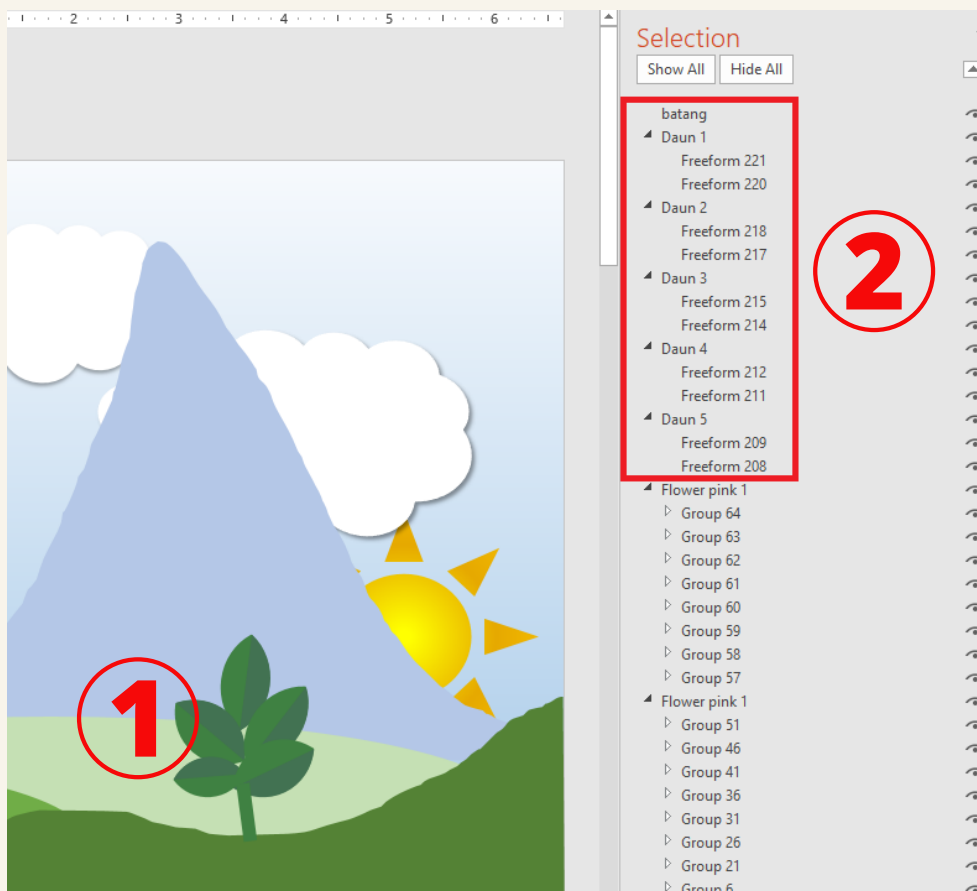 2 3 4 5 6
Selection
Show All Hide All
batang
Daun 1
Freeform 221
Freeform 220
Daun 2
Freeform 218
Freeform 217
Daun 3
Freeform 215
Freeform 214
Daun 4
Freeform 212
Freeform 211
Daun 5
Freeform 209
Freeform 208
Flower pink 1
Group 64
Group 63
Group 62
Group 61
Group 60
Group 59
Group 58
Group 57
Flower pink 1
Group 51
Group 46
Group 41
Group 36
Group 31
Group 26
Group 21
Group 6
1
2